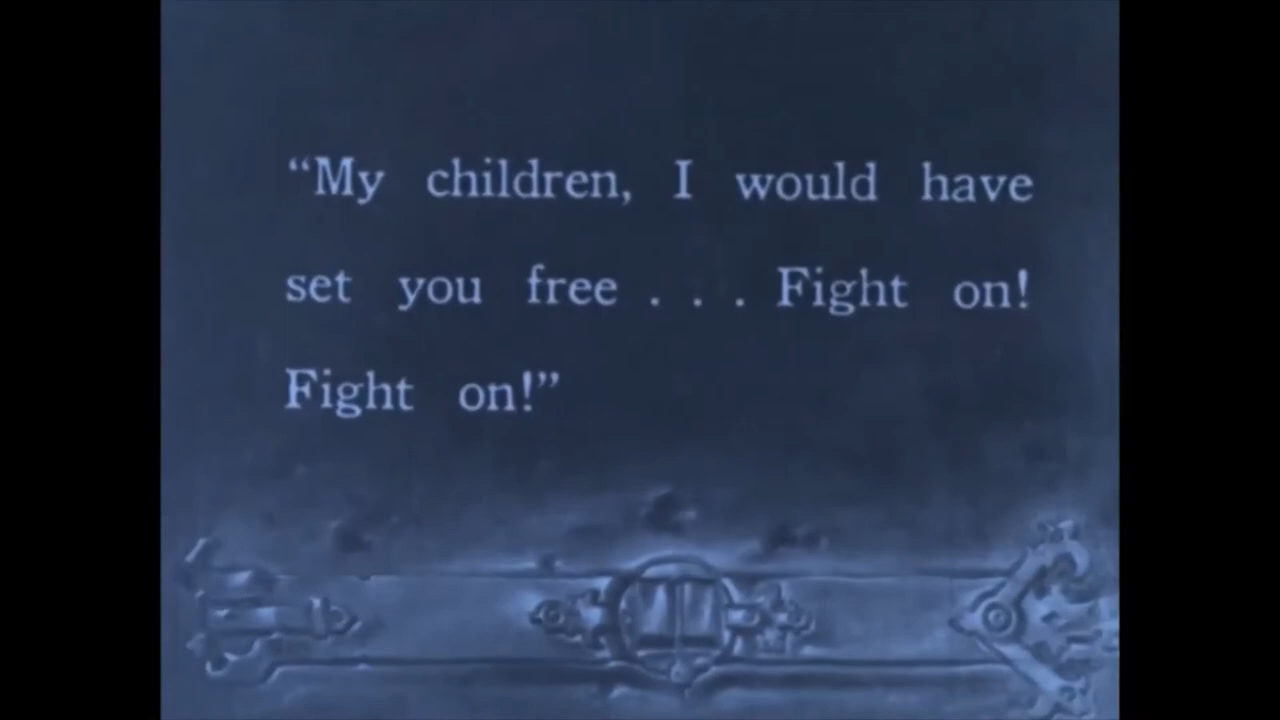 “My children, I would have
set you free . . . Fight on!
Fight on!”